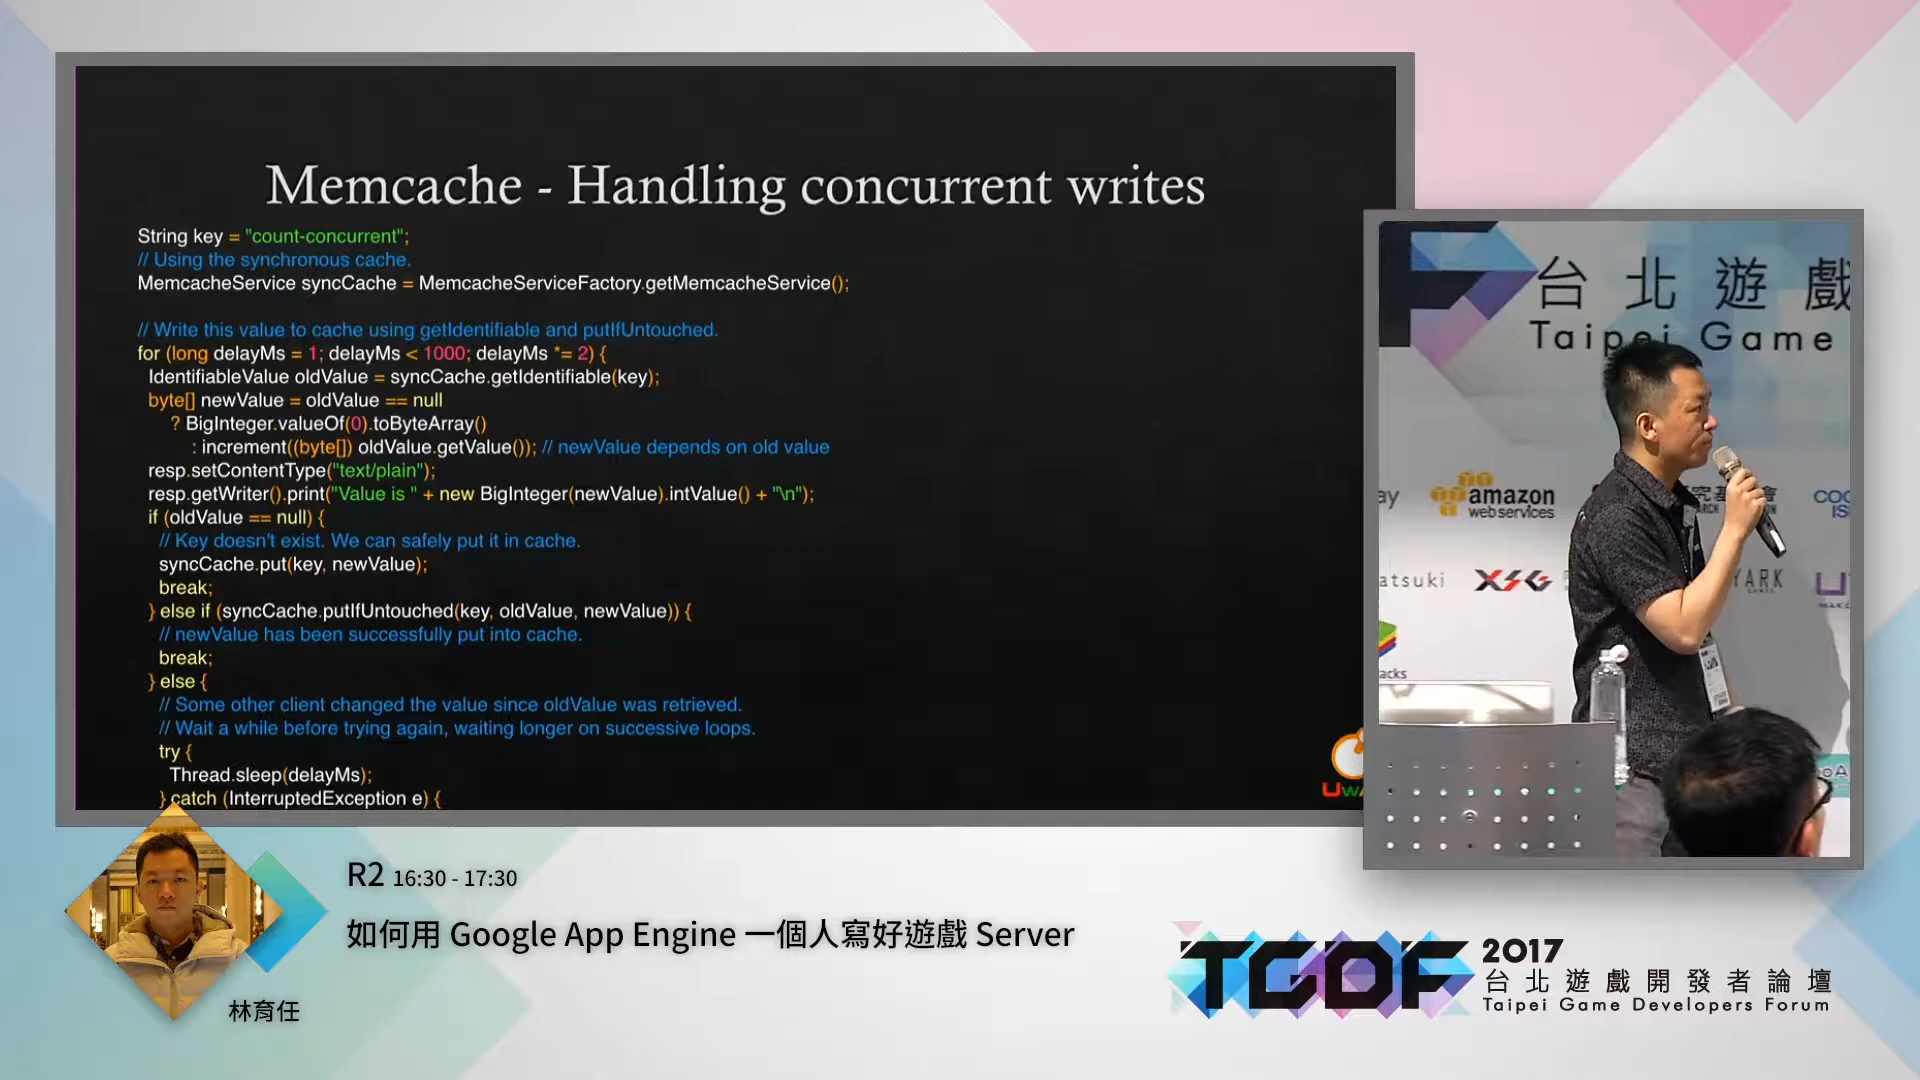 Memcache - Handling concurrent writes
String key = "count-concurrent";
// Using the synchronous cache.
MemcacheService syncCache = MemcacheServiceFactory.getMemcacheService();
// Write this value to cache using getIdentifiable and putIfUntouched.
for (long delayMs = 1; delayMs < 1000; delayMs *= 2) {
IdentifiableValue oldValue = syncCache.getIdentifiable(key);
byte[] newValue = oldValue == null
? BigInteger.valueOf(0).toByteArray()
: increment((byte[]) oldValue.getValue()); // newValue depends on old value
resp.setContentType("text/plain");
resp.getWriter().print("Value is " + new BigInteger(newValue).intValue() + "\n");
if (oldValue == null) {
// Key doesn't exist. We can safely put it in cache.
syncCache.put(key, newValue);
break;
} else if (syncCache.putIfUntouched(key, oldValue, newValue)) {
// newValue has been successfully put into cache.
break;
} else {
// Some other client changed the value since oldValue was retrieved.
// Wait a while before trying again, waiting longer on successive loops.
try {
Thread.sleep(delayMs);
} catch (InterruptedException e) {
台北遊戲
Taipei Game
amazon
web services
atsuki
XSG
YARK
acks
R2 16:30 - 17:30
如何用 Google App Engine 一個人寫好遊戲 Server
林育任
TGDF 2017
台北遊戲開發者論壇
Taipei Game Developers Forum